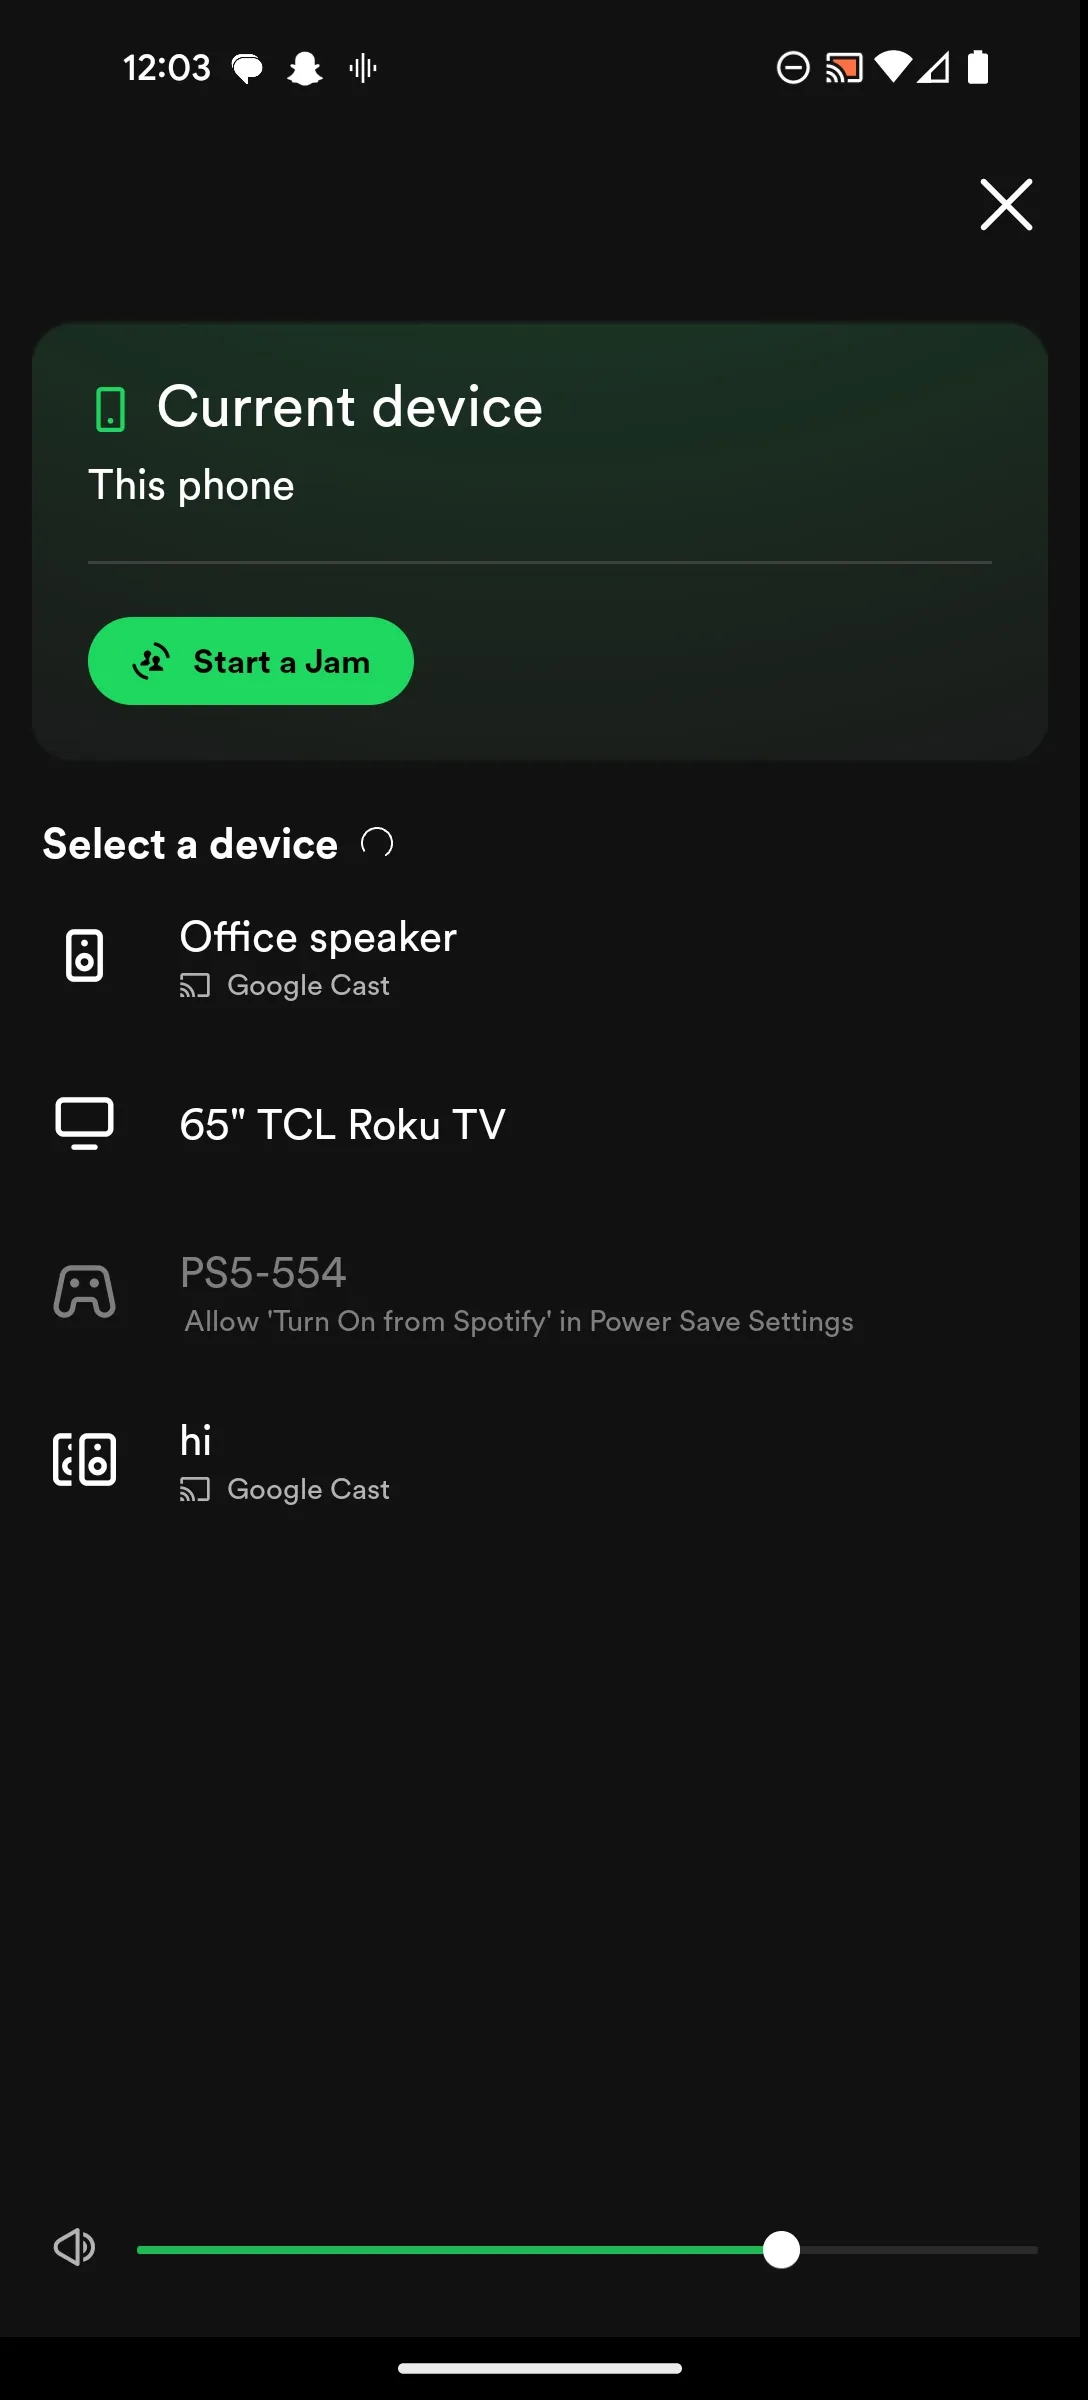 12:03
Current device
This phone
Start a Jam
Select a device
Office speaker
Google Cast
65" TCL Roku TV
PS5-554
Allow 'Turn On from Spotify' in Power Save Settings
hi
Google Cast